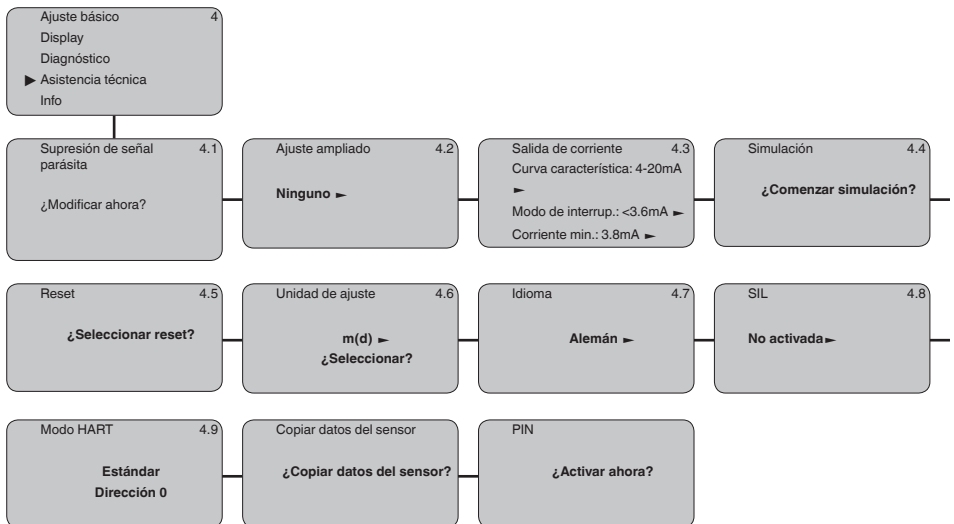 Ajuste básico 4
Display
Diagnóstico
▶ Asistencia técnica
Info
Supresión de señal 4.1
parásita
¿Modificar ahora?
Ajuste ampliado 4.2
Ninguno ►
Salida de corriente 4.3
Curva característica: 4-20mA
►
Modo de interrup.: <3.6mA ►
Corriente min.: 3.8mA ►
Simulación 4.4
¿Comenzar simulación?
Reset 4.5
¿Seleccionar reset?
Unidad de ajuste 4.6
m(d) ►
¿Seleccionar?
Idioma 4.7
Alemán ►
SIL 4.8
No activada ►
Modo HART 4.9
Estándar
Dirección 0
Copiar datos del sensor
¿Copiar datos del sensor?
PIN
¿Activar ahora?